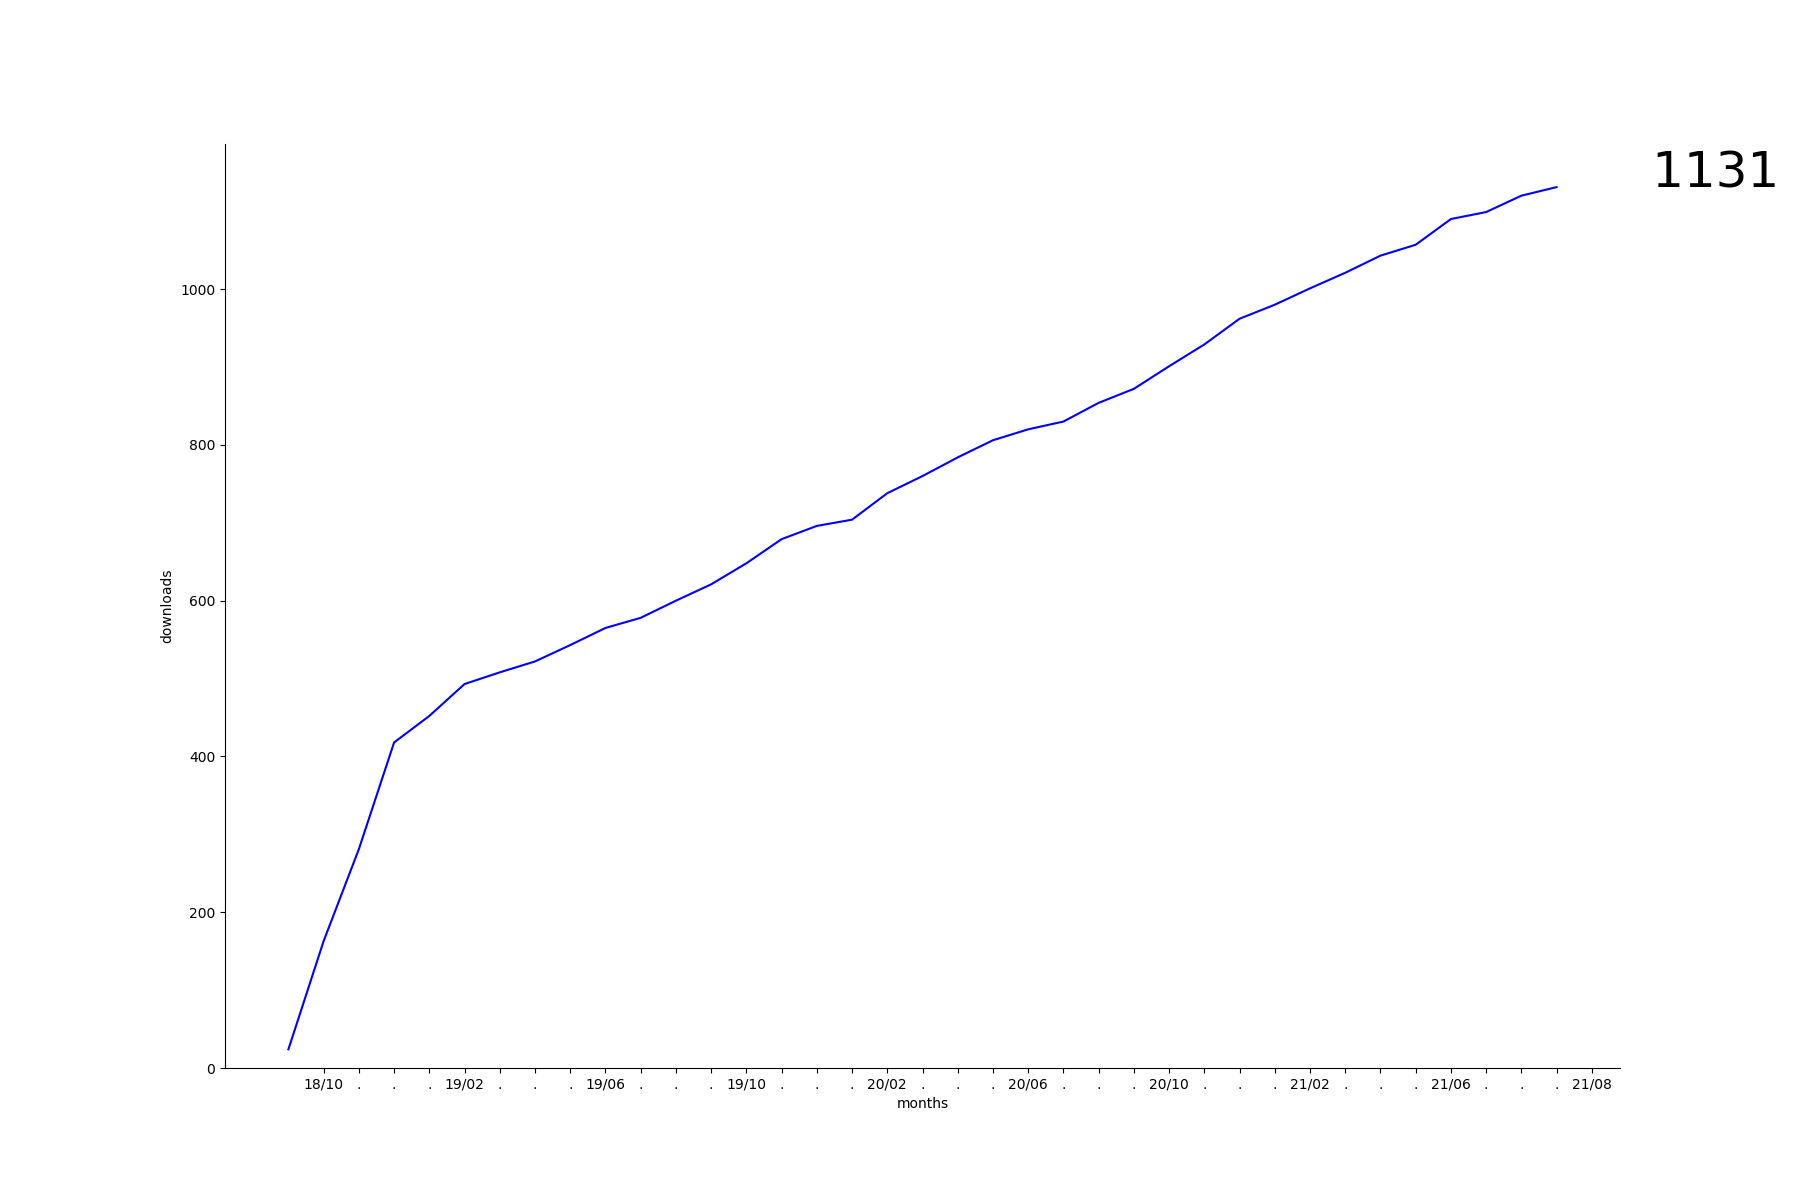 1131
1000
800
600
400
200
0
downloads
18/10 . . . 19/02 . . . 19/06 . . . 19/10 . . . 20/02 . . . 20/06 . . . 20/10 . . . 21/02 . . . 21/06 . . . 21/08
months